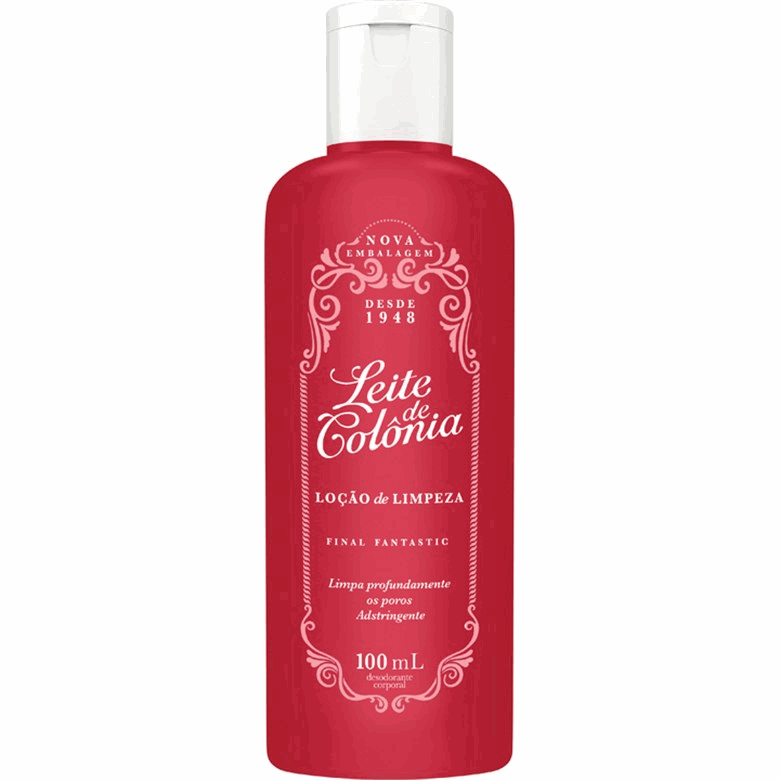 NOVA
EMBALAGEM
DESDE
1948
Leite
de
Colônia
LOÇÃO de LIMPEZA
FINAL FANTASTIC
Limpa profundamente
os poros
Adstringente
100 mL
desodorante
corporal